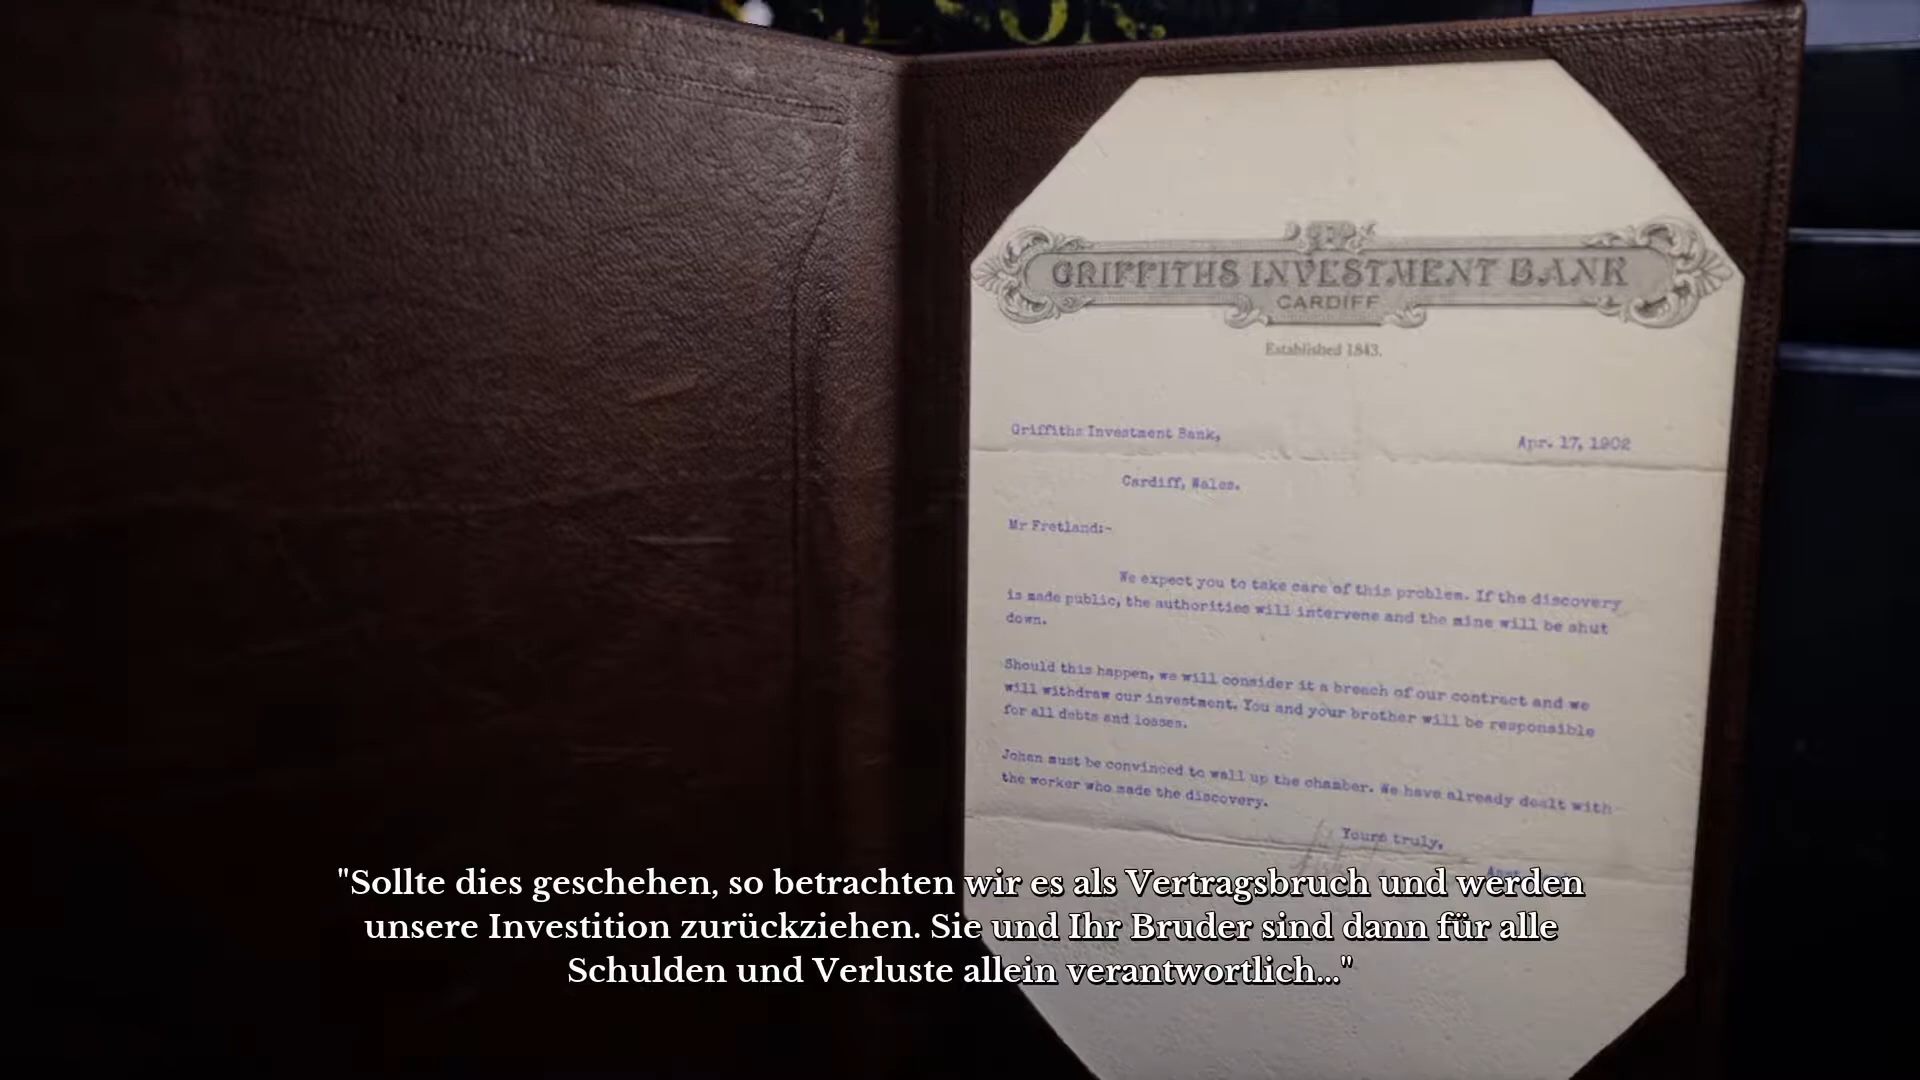 GRIFFITHS INVESTMENT BANK
CARDIFF
Established 1843.
Griffiths Investment Bank,
Apr. 17, 1902
Cardiff, Wales.
Mr Fretland:-
We expect you to take care of this problem. If the discovery
is made public, the authorities will intervene and the mine will be shut
down.
Should this happen, we will consider it a breach of our contract and we
will withdraw our investment. You and your brother will be responsible
for all debts and losses.
Johan must be convinced to wall up the chamber. We have already dealt with
the worker who made the discovery.
Yours truly,
"Sollte dies geschehen, so betrachten wir es als Vertragsbruch und werden
unsere Investition zurückziehen. Sie und Ihr Bruder sind dann für alle
Schulden und Verluste allein verantwortlich..."